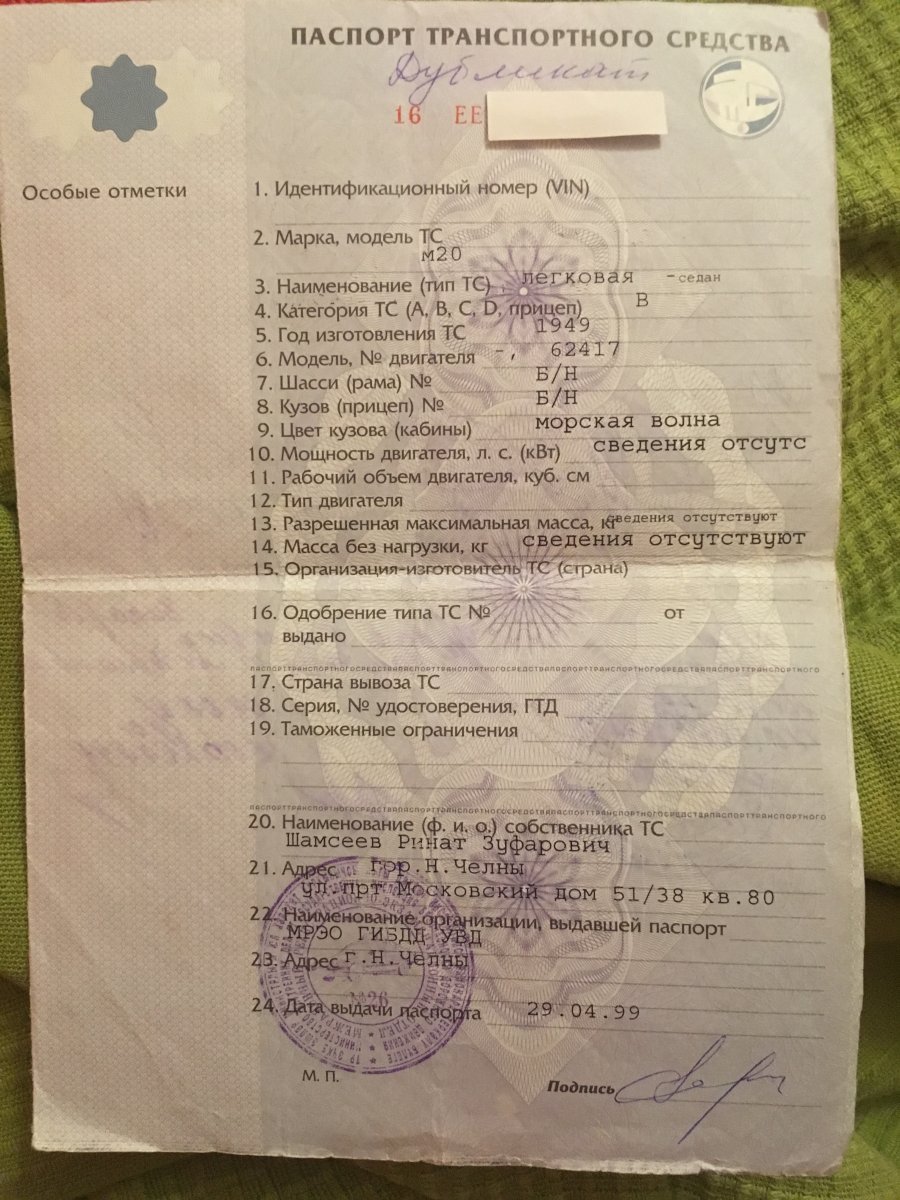 ПАСПОРТ ТРАНСПОРТНОГО СРЕДСТВА
Дубликат
16 ЕЕ
Особые отметки
1. Идентификационный номер (VIN)
2. Марка, модель ТС
м20
3. Наименование (тип ТС) легковая -седан
4. Категория ТС (A, B, C, D, прицеп) В
5. Год изготовления ТС 1949
6. Модель, № двигателя -, 62417
7. Шасси (рама) № Б/Н
8. Кузов (прицеп) № Б/Н
9. Цвет кузова (кабины) морская волна
10. Мощность двигателя, л. с. (кВт) сведения отсутс
11. Рабочий объем двигателя, куб. см
12. Тип двигателя
13. Разрешенная максимальная масса, кг сведения отсутствуют
14. Масса без нагрузки, кг сведения отсутствуют
15. Организация-изготовитель ТС (страна)
16. Одобрение типа ТС № от
выдано
ПАСПОРТТРАНСПОРТНОГОСРЕДСТВАПАСПОРТТРАНСПОРТНОГОСРЕДСТВАПАСПОРТТРАНСПОРТНОГО
17. Страна вывоза ТС
18. Серия, № удостоверения, ГТД
19. Таможенные ограничения
ПАСПОРТТРАНСПОРТНОГОСРЕДСТВАПАСПОРТТРАНСПОРТНОГОСРЕДСТВАПАСПОРТТРАНСПОРТНОГО
20. Наименование (ф. и. о.) собственника ТС
Шамсеев Ринат Зуфарович
21. Адрес гор.Н.Челны
ул прт Московский дом 51/38 кв.80
22. Наименование организации, выдавшей паспорт
МРЭО ГИБДД УВД
23. Адрес г.Н.Челны
24. Дата выдачи паспорта 29.04.99
М. П.
Подпись